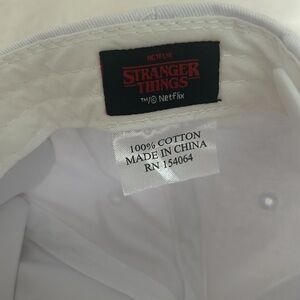 STRANGER
THINGS
™/© Netflix
100% COTTON
MADE IN CHINA
RN 154064